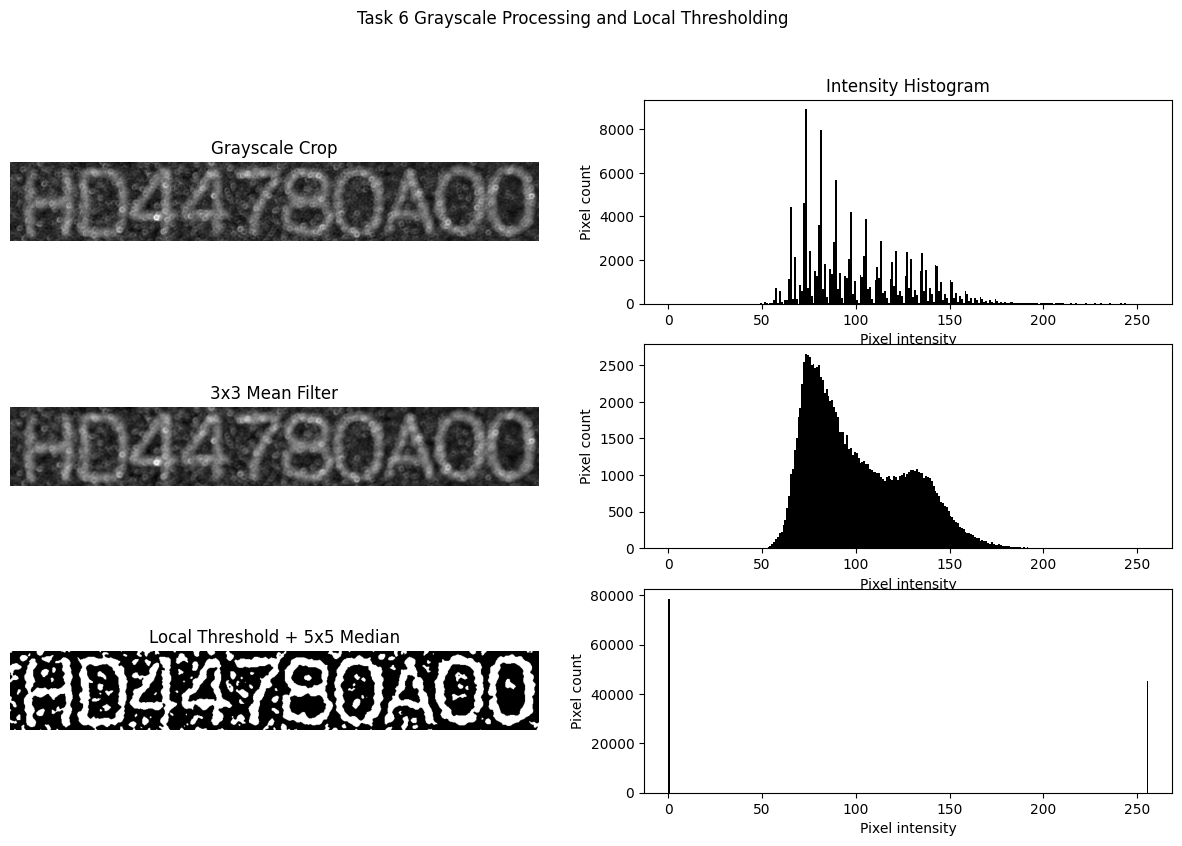 Task 6 Grayscale Processing and Local Thresholding
Grayscale Crop
HD44780A00
Intensity Histogram
Pixel count
8000
6000
4000
2000
0
0 50 100 150 200 250
Pixel intensity
3x3 Mean Filter
HD44780A00
Pixel count
2500
2000
1500
1000
500
0
0 50 100 150 200 250
Pixel intensity
Local Threshold + 5x5 Median
HD44780A00
Pixel count
80000
60000
40000
20000
0
0 50 100 150 200 250
Pixel intensity